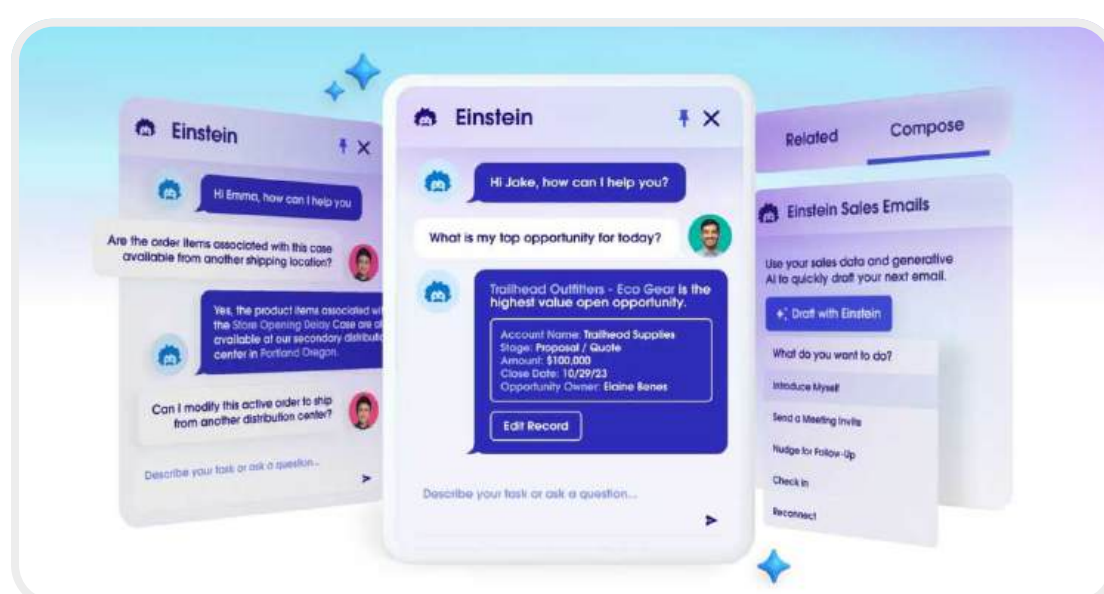 Einstein
Hi Emma, how can I help you
Are the order items associated with this case
available from another shipping location?
Yes, the product items associated
the Store Opening Delay Case are
available at our secondary
center in Portland Oregon.
Can I modify this active order to ship
from another distribution center?
Describe your task or ask a question...
Einstein
Hi Jake, how can I help you?
What is my top opportunity for today?
Trailhead Outfitters - Eco Gear is the
highest value open opportunity.
Account Name: Trailhead Supplies
Stage: Proposal / Quote
Amount: $100,000
Close Date: 10/29/23
Opportunity Owner: Elaine Benes
Edit Record
Describe your task or ask a question...
Related
Compose
Einstein Sales Emails
Use your sales data and generative
AI to quickly draft your next email.
Draft with Einstein
What do you want to do?
Introduce Myself
Send a Meeting Invite
Nudge for Follow-Up
Check in
Reconnect